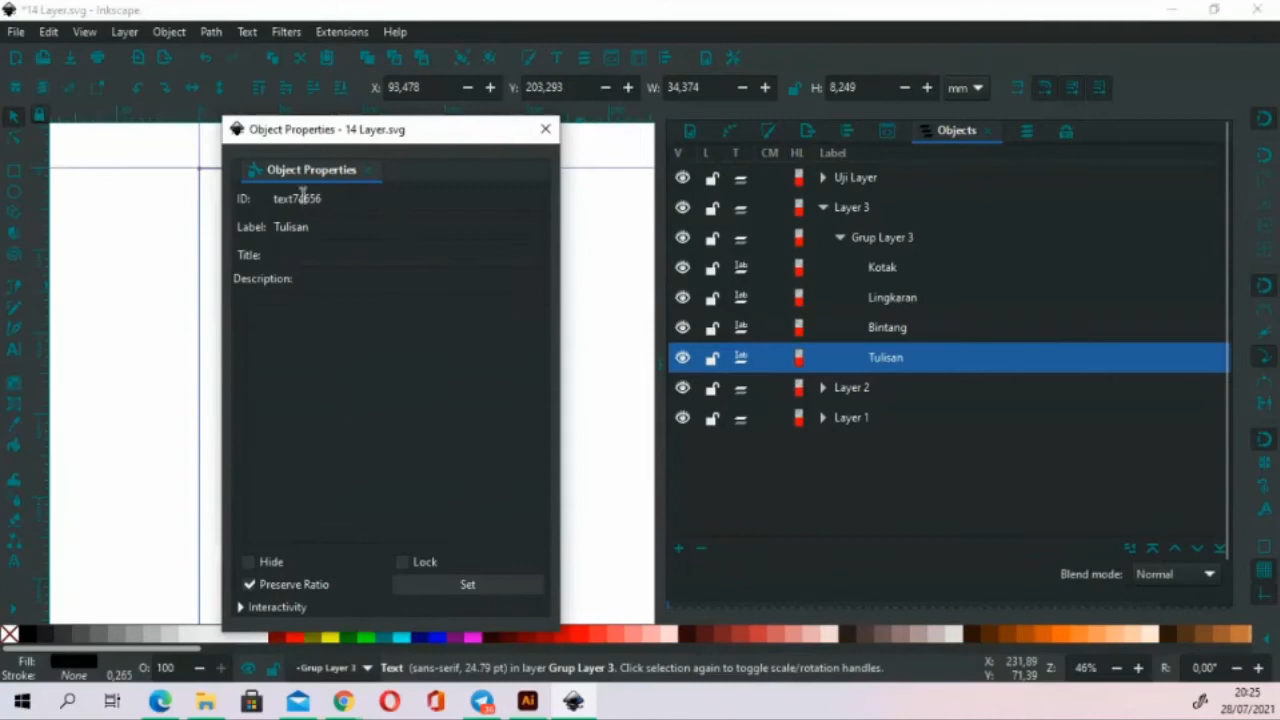 *14 Layer.svg - Inkscape
File Edit View Layer Object Path Text Filters Extensions Help
X: 93,478 Y: 203,293 W: 34,374 H: 8,249 mm
Object Properties - 14 Layer.svg
Object Properties
ID:
Label: Tulisan
Title:
Description:
Hide Lock
Preserve Ratio Set
Interactivity
Objects
V L T CM HL Label
Uji Layer
Layer 3
Grup Layer 3
Kotak
Lingkaran
Bintang
Tulisan
Layer 2
Layer 1
Blend mode: Normal
Fill:
Stroke: None 0,265 O: 100 Grup Layer 3 Text (sans-serif, 24.79 pt) in layer Grup Layer 3. Click selection again to toggle scale/rotation handles. X: 231,89 Y: 71,39 Z: 46% R: 0,00°
20:25
28/07/2021